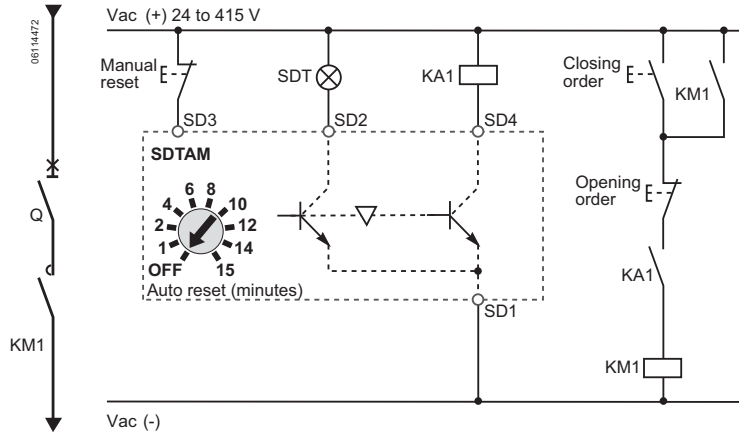 Vac (+) 24 to 415 V
06114472
Manual
reset
SDT
KA1
Closing
order
KM1
SD3
SD2
SD4
SDTAM
6
8
4
10
2
12
1
14
OFF
15
Auto reset (minutes)
Q
Opening
order
KA1
SD1
KM1
KM1
Vac (-)